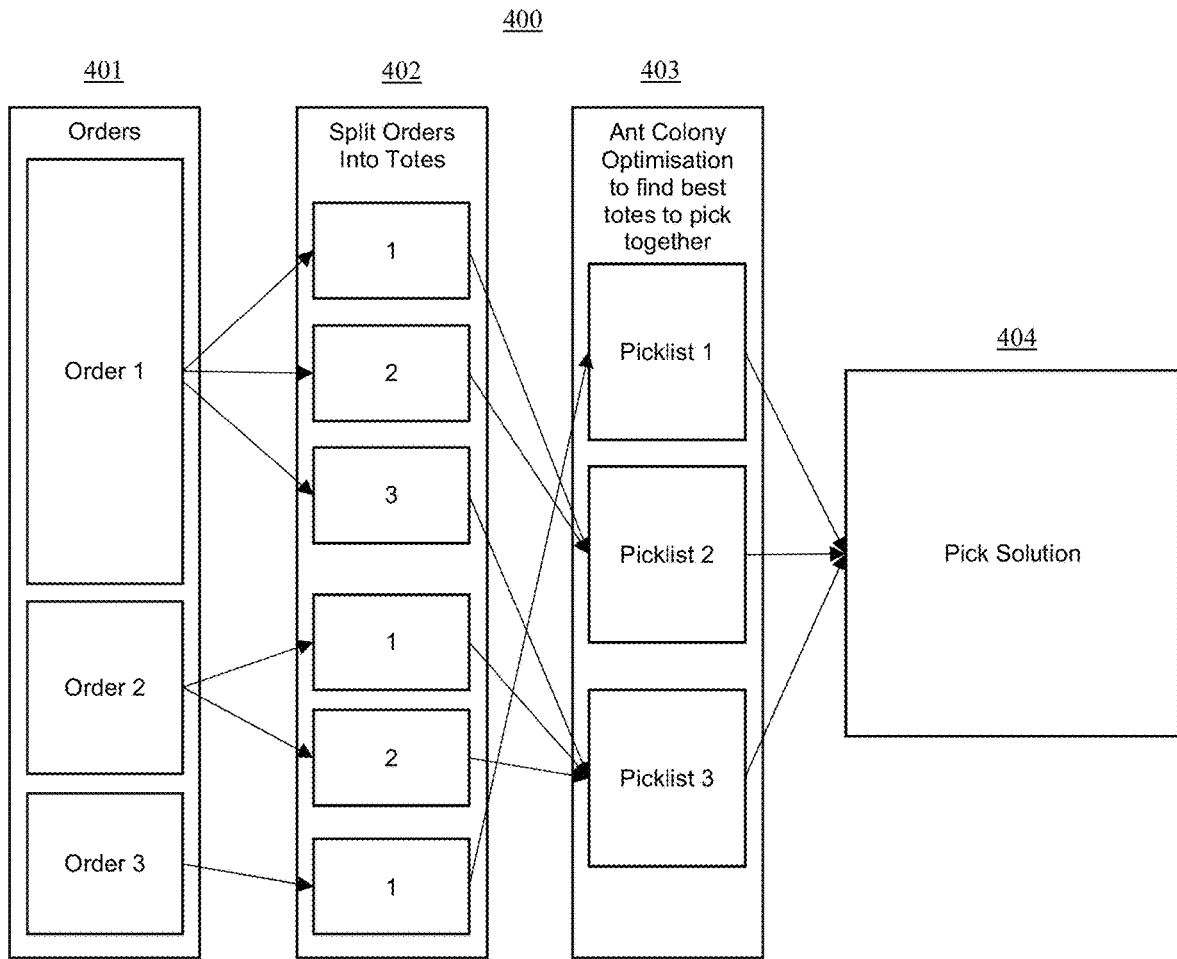 400
401
402
403
Orders
Split Orders
Into Totes
Ant Colony
Optimisation
to find best
totes to pick
together
Order 1
Order 2
Order 3
1
2
3
1
2
1
Picklist 1
Picklist 2
Picklist 3
404
Pick Solution